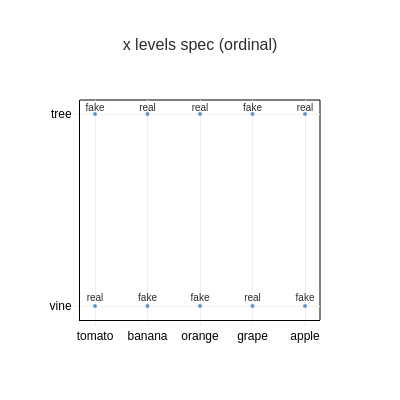 x levels spec (ordinal)
fake real real fake real
tree
real fake fake real fake
vine
tomato banana orange grape apple